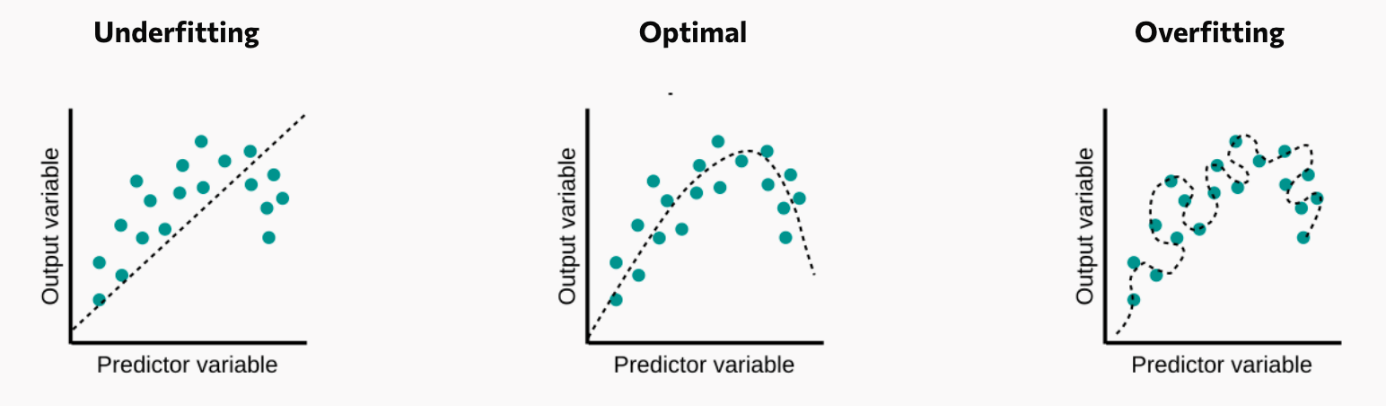 Underfitting
Optimal
Overfitting
Output variable
Predictor variable
Output variable
Predictor variable
Output variable
Predictor variable